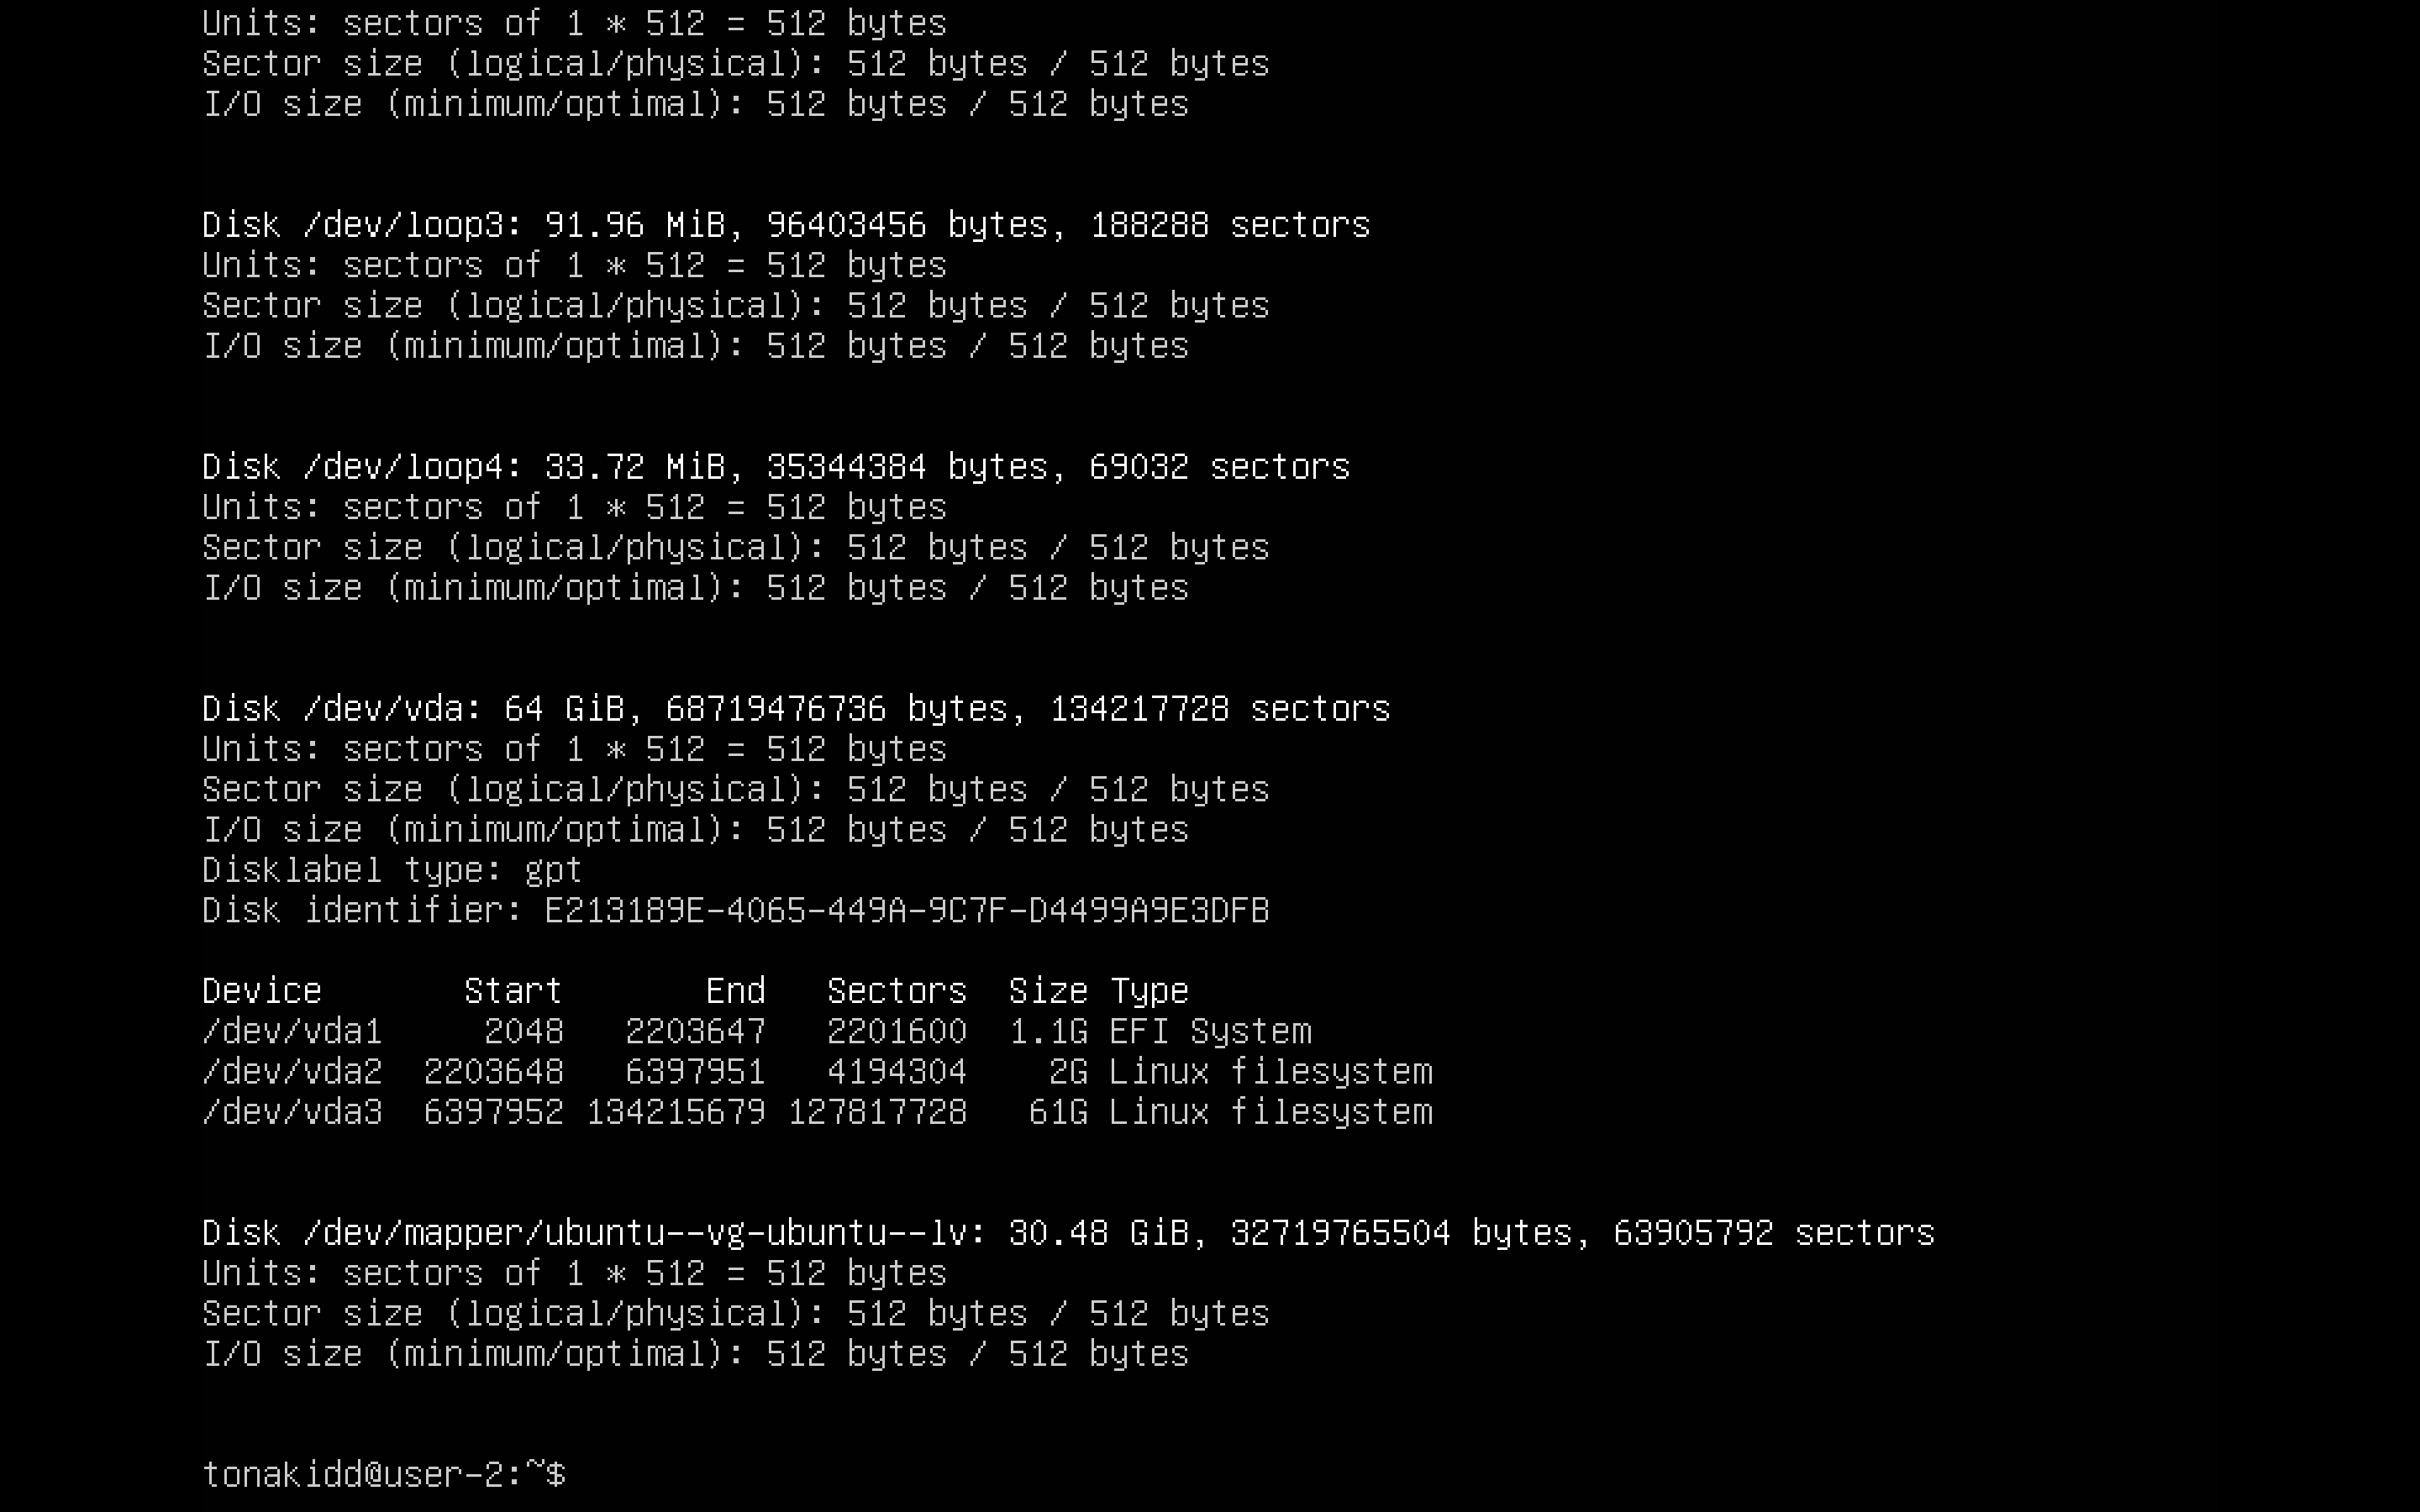 Units: sectors of 1 * 512 = 512 bytes
Sector size (logical/physical): 512 bytes / 512 bytes
I/O size (minimum/optimal): 512 bytes / 512 bytes
Disk /dev/loop3: 91.96 MiB, 96403456 bytes, 188288 sectors
Units: sectors of 1 * 512 = 512 bytes
Sector size (logical/physical): 512 bytes / 512 bytes
I/O size (minimum/optimal): 512 bytes / 512 bytes
Disk /dev/loop4: 33.72 MiB, 35344384 bytes, 69032 sectors
Units: sectors of 1 * 512 = 512 bytes
Sector size (logical/physical): 512 bytes / 512 bytes
I/O size (minimum/optimal): 512 bytes / 512 bytes
Disk /dev/vda: 64 GiB, 68719476736 bytes, 134217728 sectors
Units: sectors of 1 * 512 = 512 bytes
Sector size (logical/physical): 512 bytes / 512 bytes
I/O size (minimum/optimal): 512 bytes / 512 bytes
Disklabel type: gpt
Disk identifier: E213189E-4065-449A-9C7F-D4499A9E3DFB
Device       Start       End   Sectors  Size Type
/dev/vda1     2048   2203647   2201600  1.1G EFI System
/dev/vda2  2203648   6397951   4194304    2G Linux filesystem
/dev/vda3  6397952 134215679 127817728   61G Linux filesystem
Disk /dev/mapper/ubuntu--vg-ubuntu--lv: 30.48 GiB, 32719765504 bytes, 63905792 sectors
Units: sectors of 1 * 512 = 512 bytes
Sector size (logical/physical): 512 bytes / 512 bytes
I/O size (minimum/optimal): 512 bytes / 512 bytes
tonakidd@user-2:~$